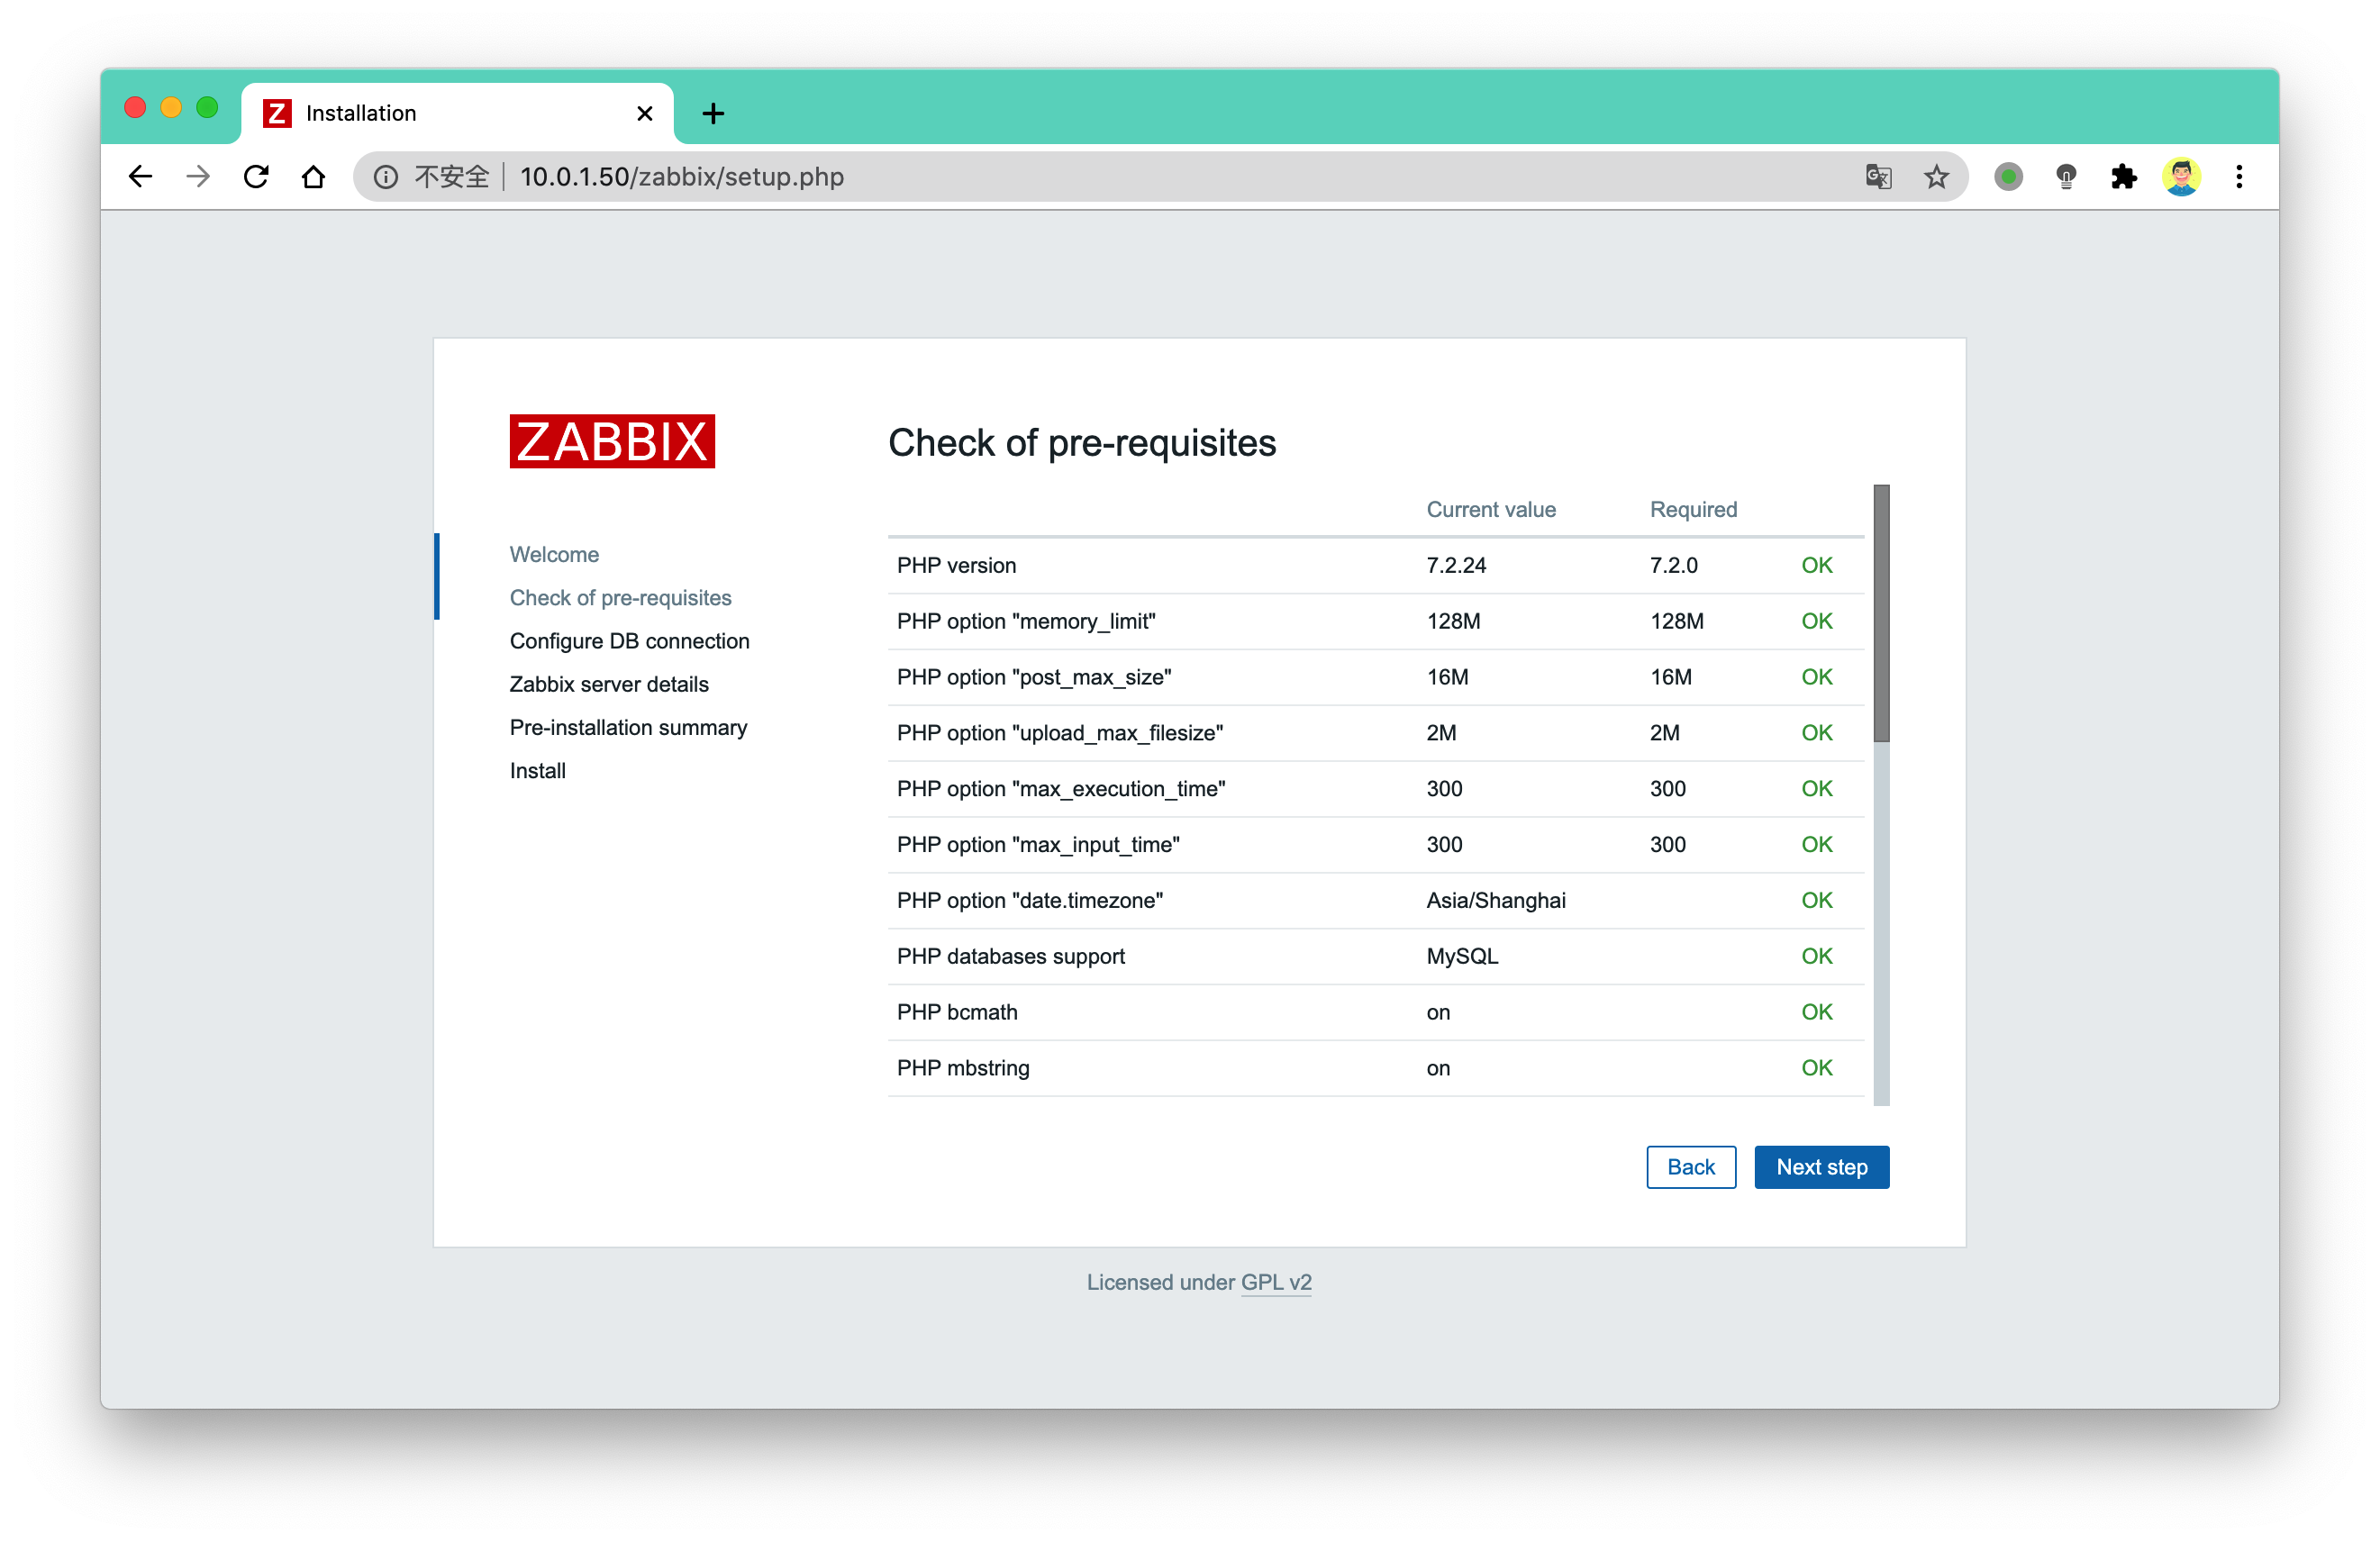 Z Installation
不安全 10.0.1.50/zabbix/setup.php
ZABBIX
Welcome
Check of pre-requisites
Configure DB connection
Zabbix server details
Pre-installation summary
Install
Check of pre-requisites
Current value Required
PHP version 7.2.24 7.2.0 OK
PHP option "memory_limit" 128M 128M OK
PHP option "post_max_size" 16M 16M OK
PHP option "upload_max_filesize" 2M 2M OK
PHP option "max_execution_time" 300 300 OK
PHP option "max_input_time" 300 300 OK
PHP option "date.timezone" Asia/Shanghai OK
PHP databases support MySQL OK
PHP bcmath on OK
PHP mbstring on OK
Back Next step
Licensed under GPL v2